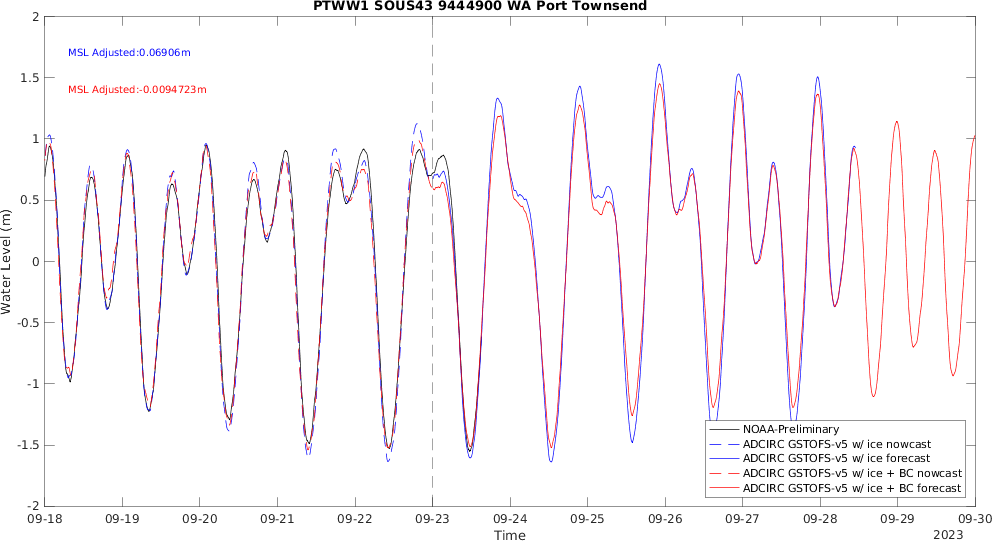 PTWW1 SOUS43 9444900 WA Port Townsend
2
1.5
1
0.5
0
-0.5
-1
-1.5
-2
Water Level (m)
MSL Adjusted:0.06906m
MSL Adjusted:-0.0094723m
NOAA-Preliminary
ADCIRC GSTOFS-v5 w/ ice nowcast
ADCIRC GSTOFS-v5 w/ ice forecast
ADCIRC GSTOFS-v5 w/ ice + BC nowcast
ADCIRC GSTOFS-v5 w/ ice + BC forecast
09-18 09-19 09-20 09-21 09-22 09-23 09-24 09-25 09-26 09-27 09-28 09-29 09-30
Time
2023